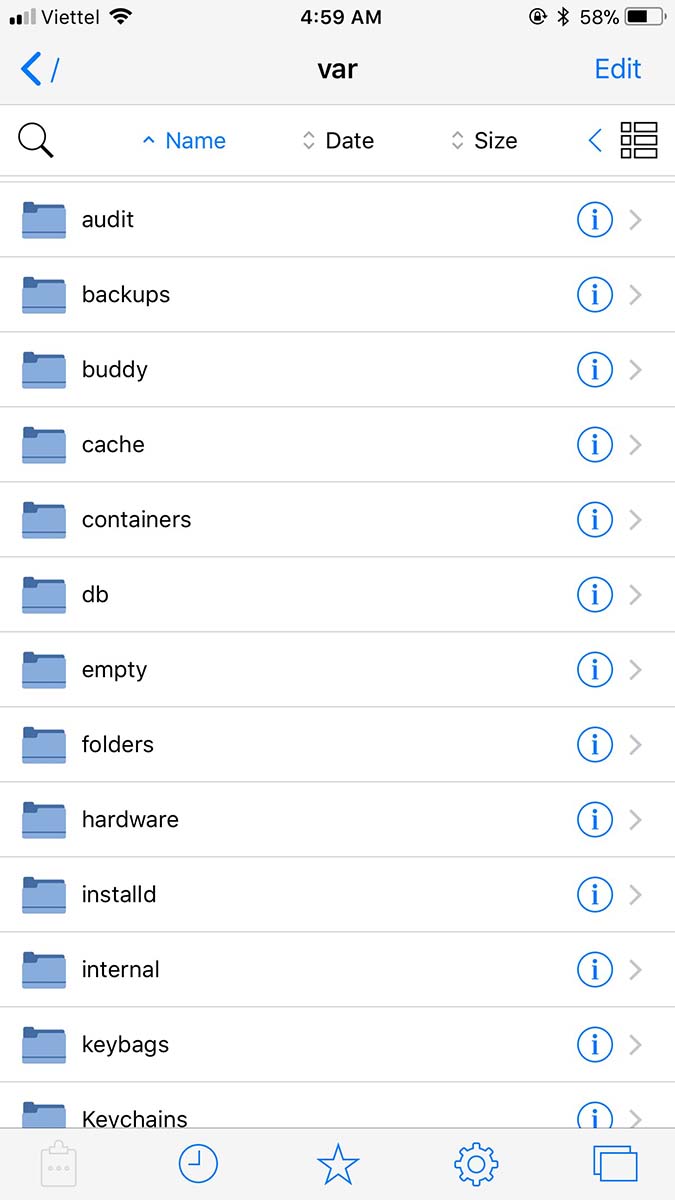 Viettel 4:59 AM 58%
/ var Edit
Name Date Size
audit
backups
buddy
cache
containers
db
empty
folders
hardware
installd
internal
keybags
Keychains